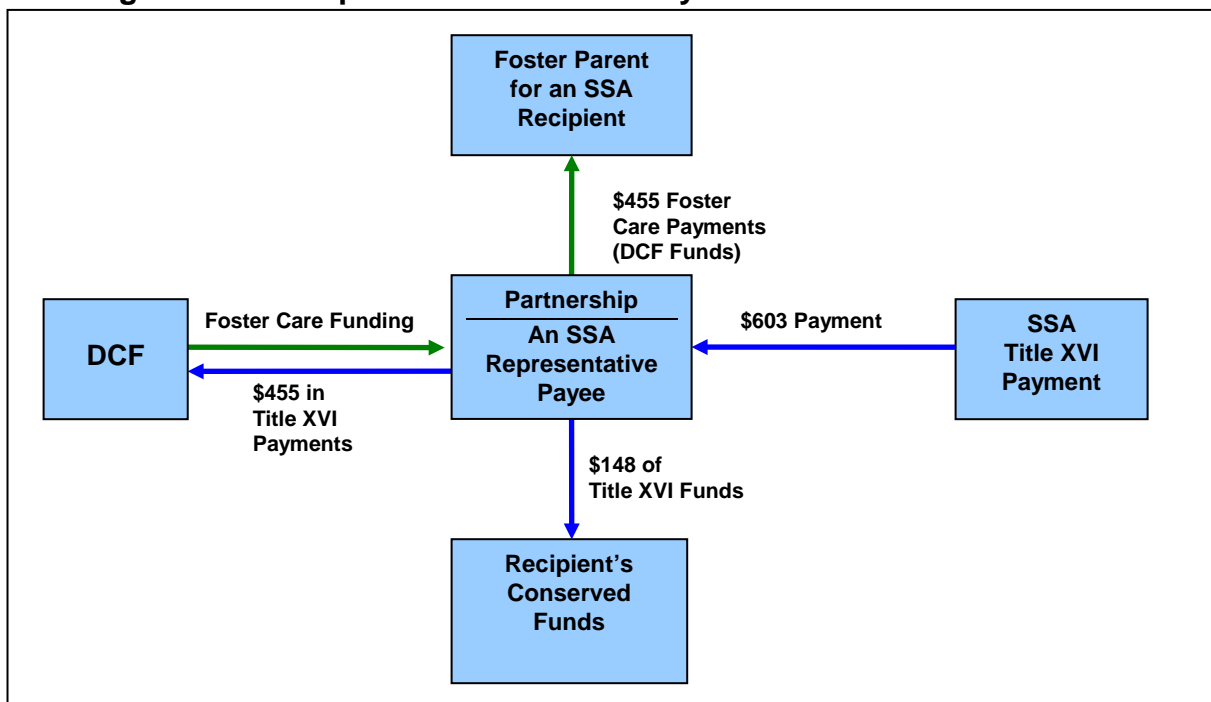 Foster Parent
for an SSA
Recipient
$455 Foster
Care Payments
(DCF Funds)
DCF
Foster Care Funding
$455 in
Title XVI
Payments
Partnership
An SSA
Representative
Payee
$603 Payment
SSA
Title XVI
Payment
$148 of
Title XVI Funds
Recipient’s
Conserved
Funds